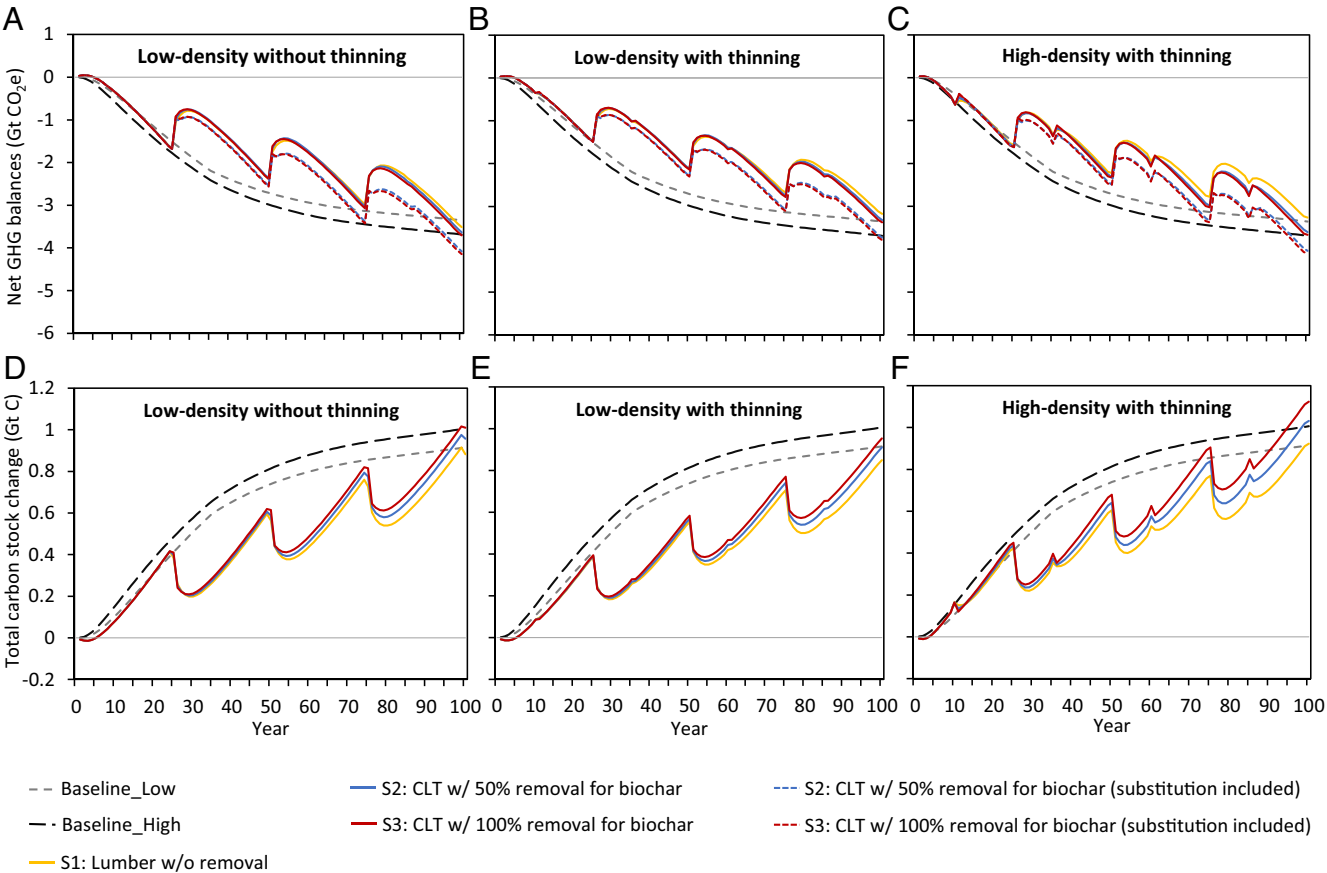 A
B
C
Low-density without thinning
Low-density with thinning
High-density with thinning
Net GHG balances (Gt CO₂e)
1
0
-1
-2
-3
-4
-5
-6
D
E
F
Low-density without thinning
Low-density with thinning
High-density with thinning
Total carbon stock change (Gt C)
1.2
1
0.8
0.6
0.4
0.2
0
-0.2
0 10 20 30 40 50 60 70 80 90 100
0 10 20 30 40 50 60 70 80 90 100
0 10 20 30 40 50 60 70 80 90 100
Year
Year
Year
Baseline_Low
S2: CLT w/ 50% removal for biochar
S2: CLT w/ 50% removal for biochar (substitution included)
Baseline_High
S3: CLT w/ 100% removal for biochar
S3: CLT w/ 100% removal for biochar (substitution included)
S1: Lumber w/o removal